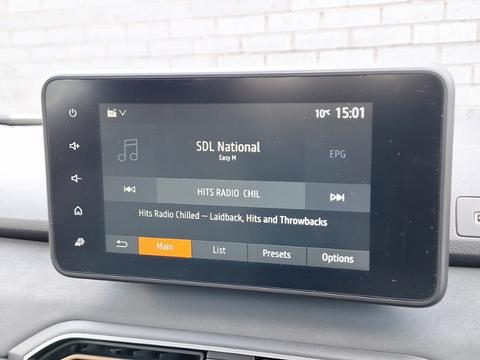 10°C 15:01
SDL National
Easy M
EPG
HITS RADIO CHIL
Hits Radio Chilled -- Laidback, Hits and Throwbacks
Main List Presets Options